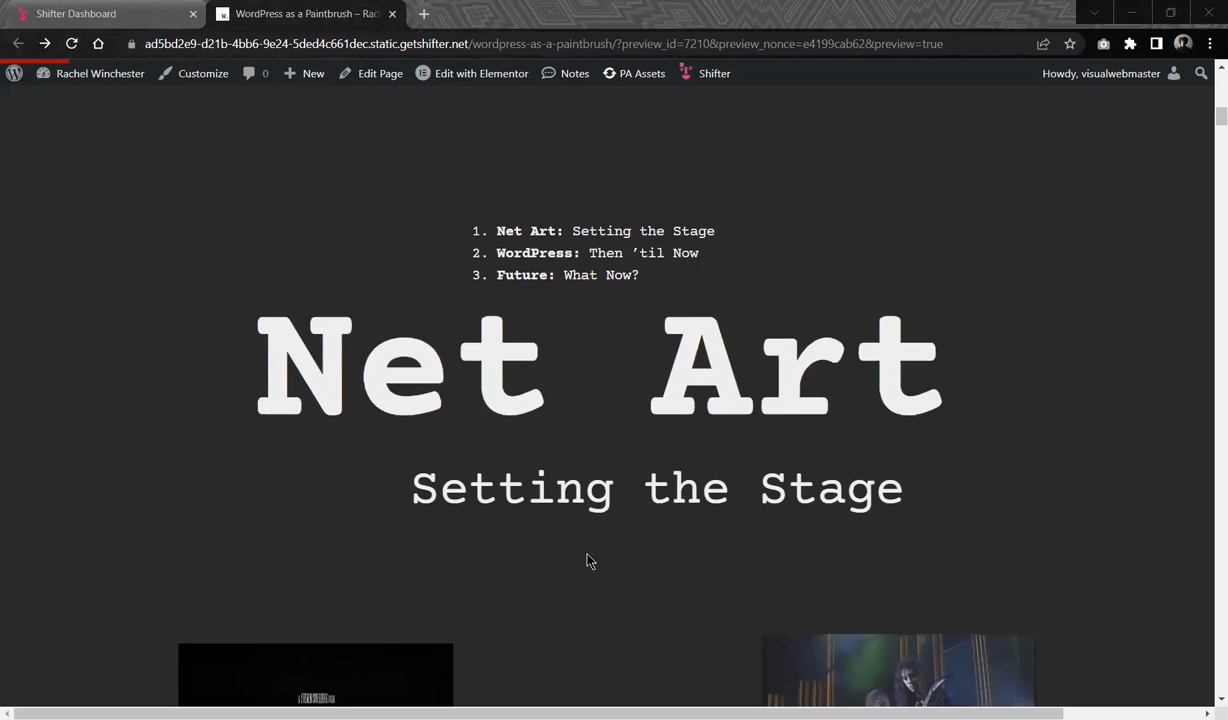 Shifter Dashboard
WordPress as a Paintbrush – Rac
ad5bd2e9-d21b-4bb6-9e24-5ded4c661dec.static.getshifter.net/wordpress-as-a-paintbrush/?preview_id=7210&preview_nonce=e4199cab62&preview=true
Rachel Winchester Customize 0 New Edit Page Edit with Elementor Notes PA Assets Shifter Howdy, visualwebmaster
1. Net Art: Setting the Stage
2. WordPress: Then ’til Now
3. Future: What Now?
Net Art
Setting the Stage